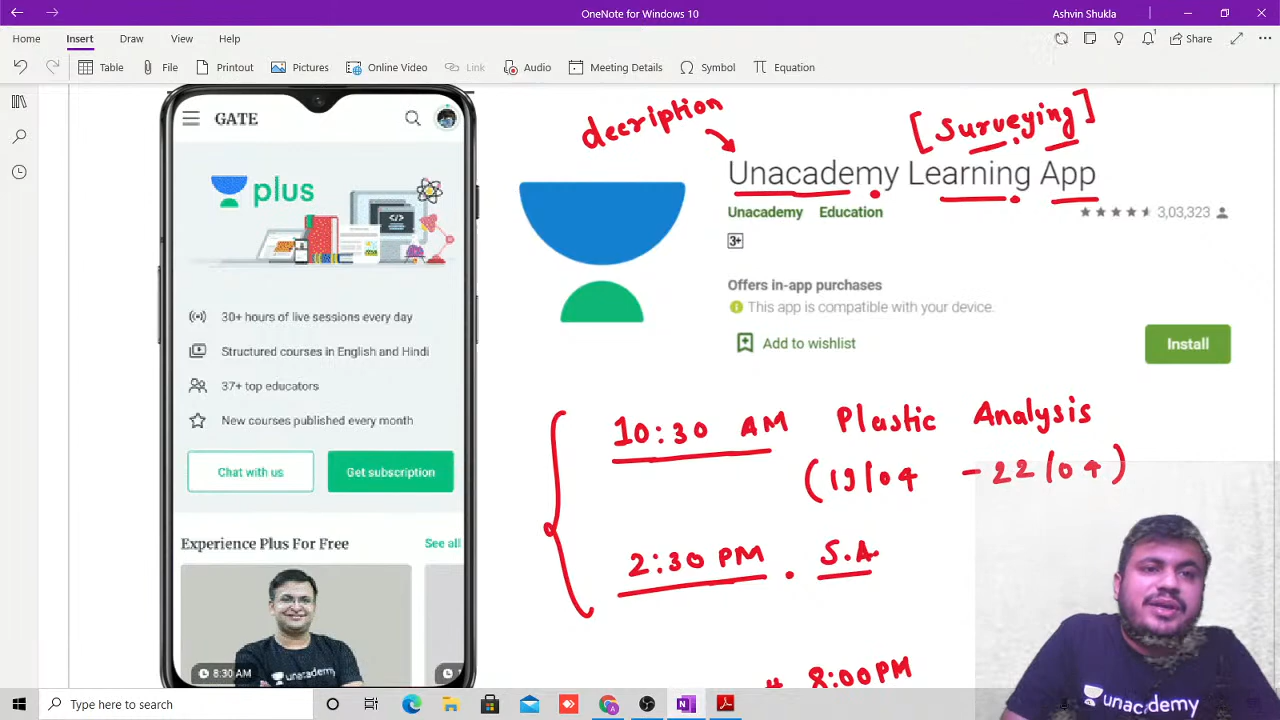 OneNote for Windows 10
Ashvin Shukla
Home Insert Draw View Help
Share
Table File Printout Pictures Online Video Link Audio Meeting Details Symbol Equation
GATE
plus
30+ hours of live sessions every day
Structured courses in English and Hindi
37+ top educators
New courses published every month
Chat with us Get subscription
Experience Plus For Free See all
unacademy
8:30 AM
decription
[Surveying]
Unacademy Learning App
Unacademy Education
3,03,323
3+
Offers in-app purchases
This app is compatible with your device.
Add to wishlist
Install
10:30 AM Plastic Analysis
(19/04 - 22/04)
2:30 PM . S.A.
8:00 PM
unacademy
Type here to search